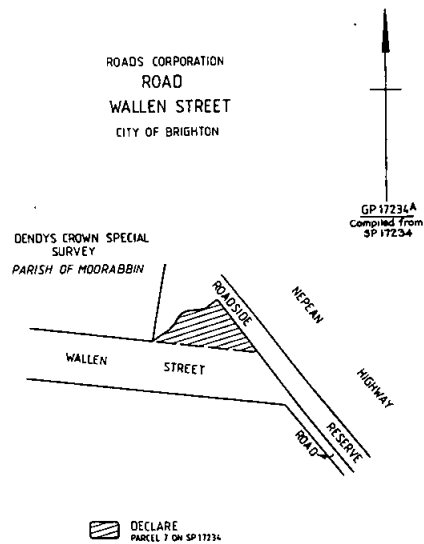 ROADS CORPORATION
ROAD
WALLEN STREET
CITY OF BRIGHTON
GP 17234A
Compiled from
SP 17234
DENDYS CROWN SPECIAL
SURVEY
PARISH OF MOORABBIN
ROADSIDE
RESERVE
NEPEAN
HIGHWAY
WALLEN STREET
ROAD
DECLARE
PARCEL 7 ON SP 17234